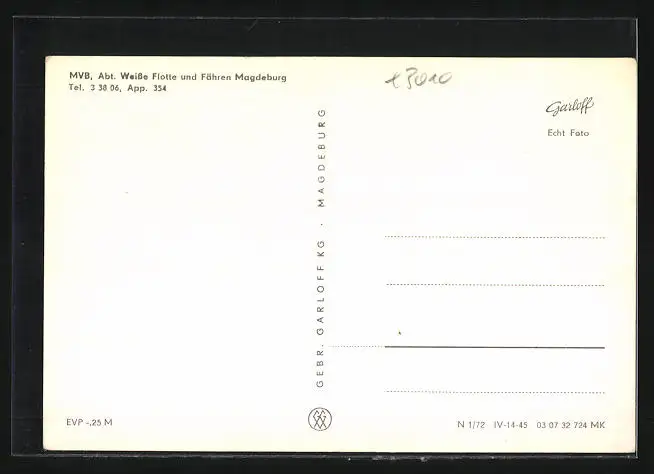 MVB, Abt. Weiße Flotte und Fähren Magdeburg
Tel. 3 38 06, App. 354
Garloff
Echt Foto
GEBR. GARLOFF KG · MAGDEBURG
EVP -,25 M
N 1/72 IV-14-45 03 07 32 724 MK